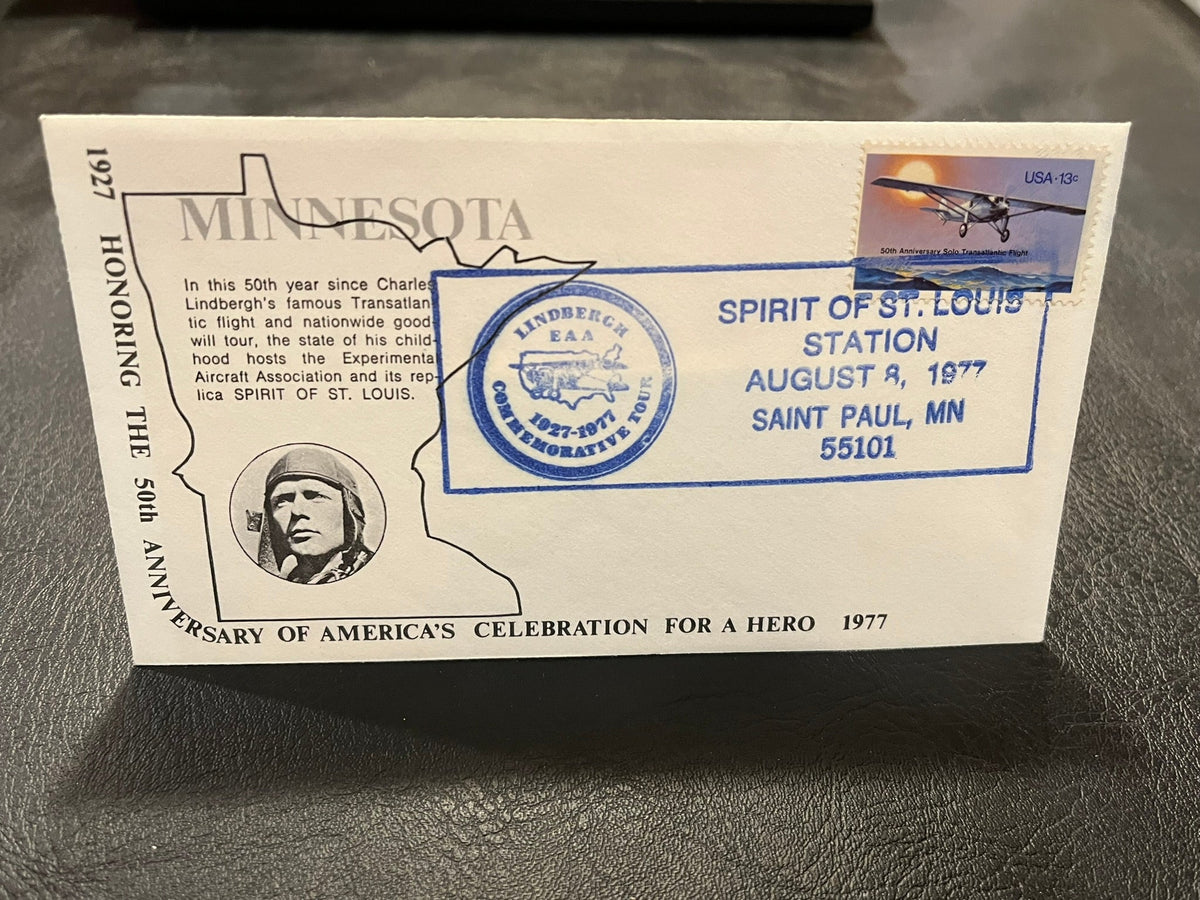 1927 HONORING THE 50th ANNIVERSARY OF AMERICA'S CELEBRATION FOR A HERO 1977
MINNESOTA
In this 50th year since Charles
Lindbergh's famous Transatlan-
tic flight and nationwide good-
will tour, the state of his child-
hood hosts the Experimental
Aircraft Association and its rep-
lica SPIRIT OF ST. LOUIS.
USA·13c
50th Anniversary Solo Transatlantic Flight
LINDBERGH
EAA
1927-1977
COMMEMORATIVE TOUR
SPIRIT OF ST. LOUIS
STATION
AUGUST 8, 1977
SAINT PAUL, MN
55101